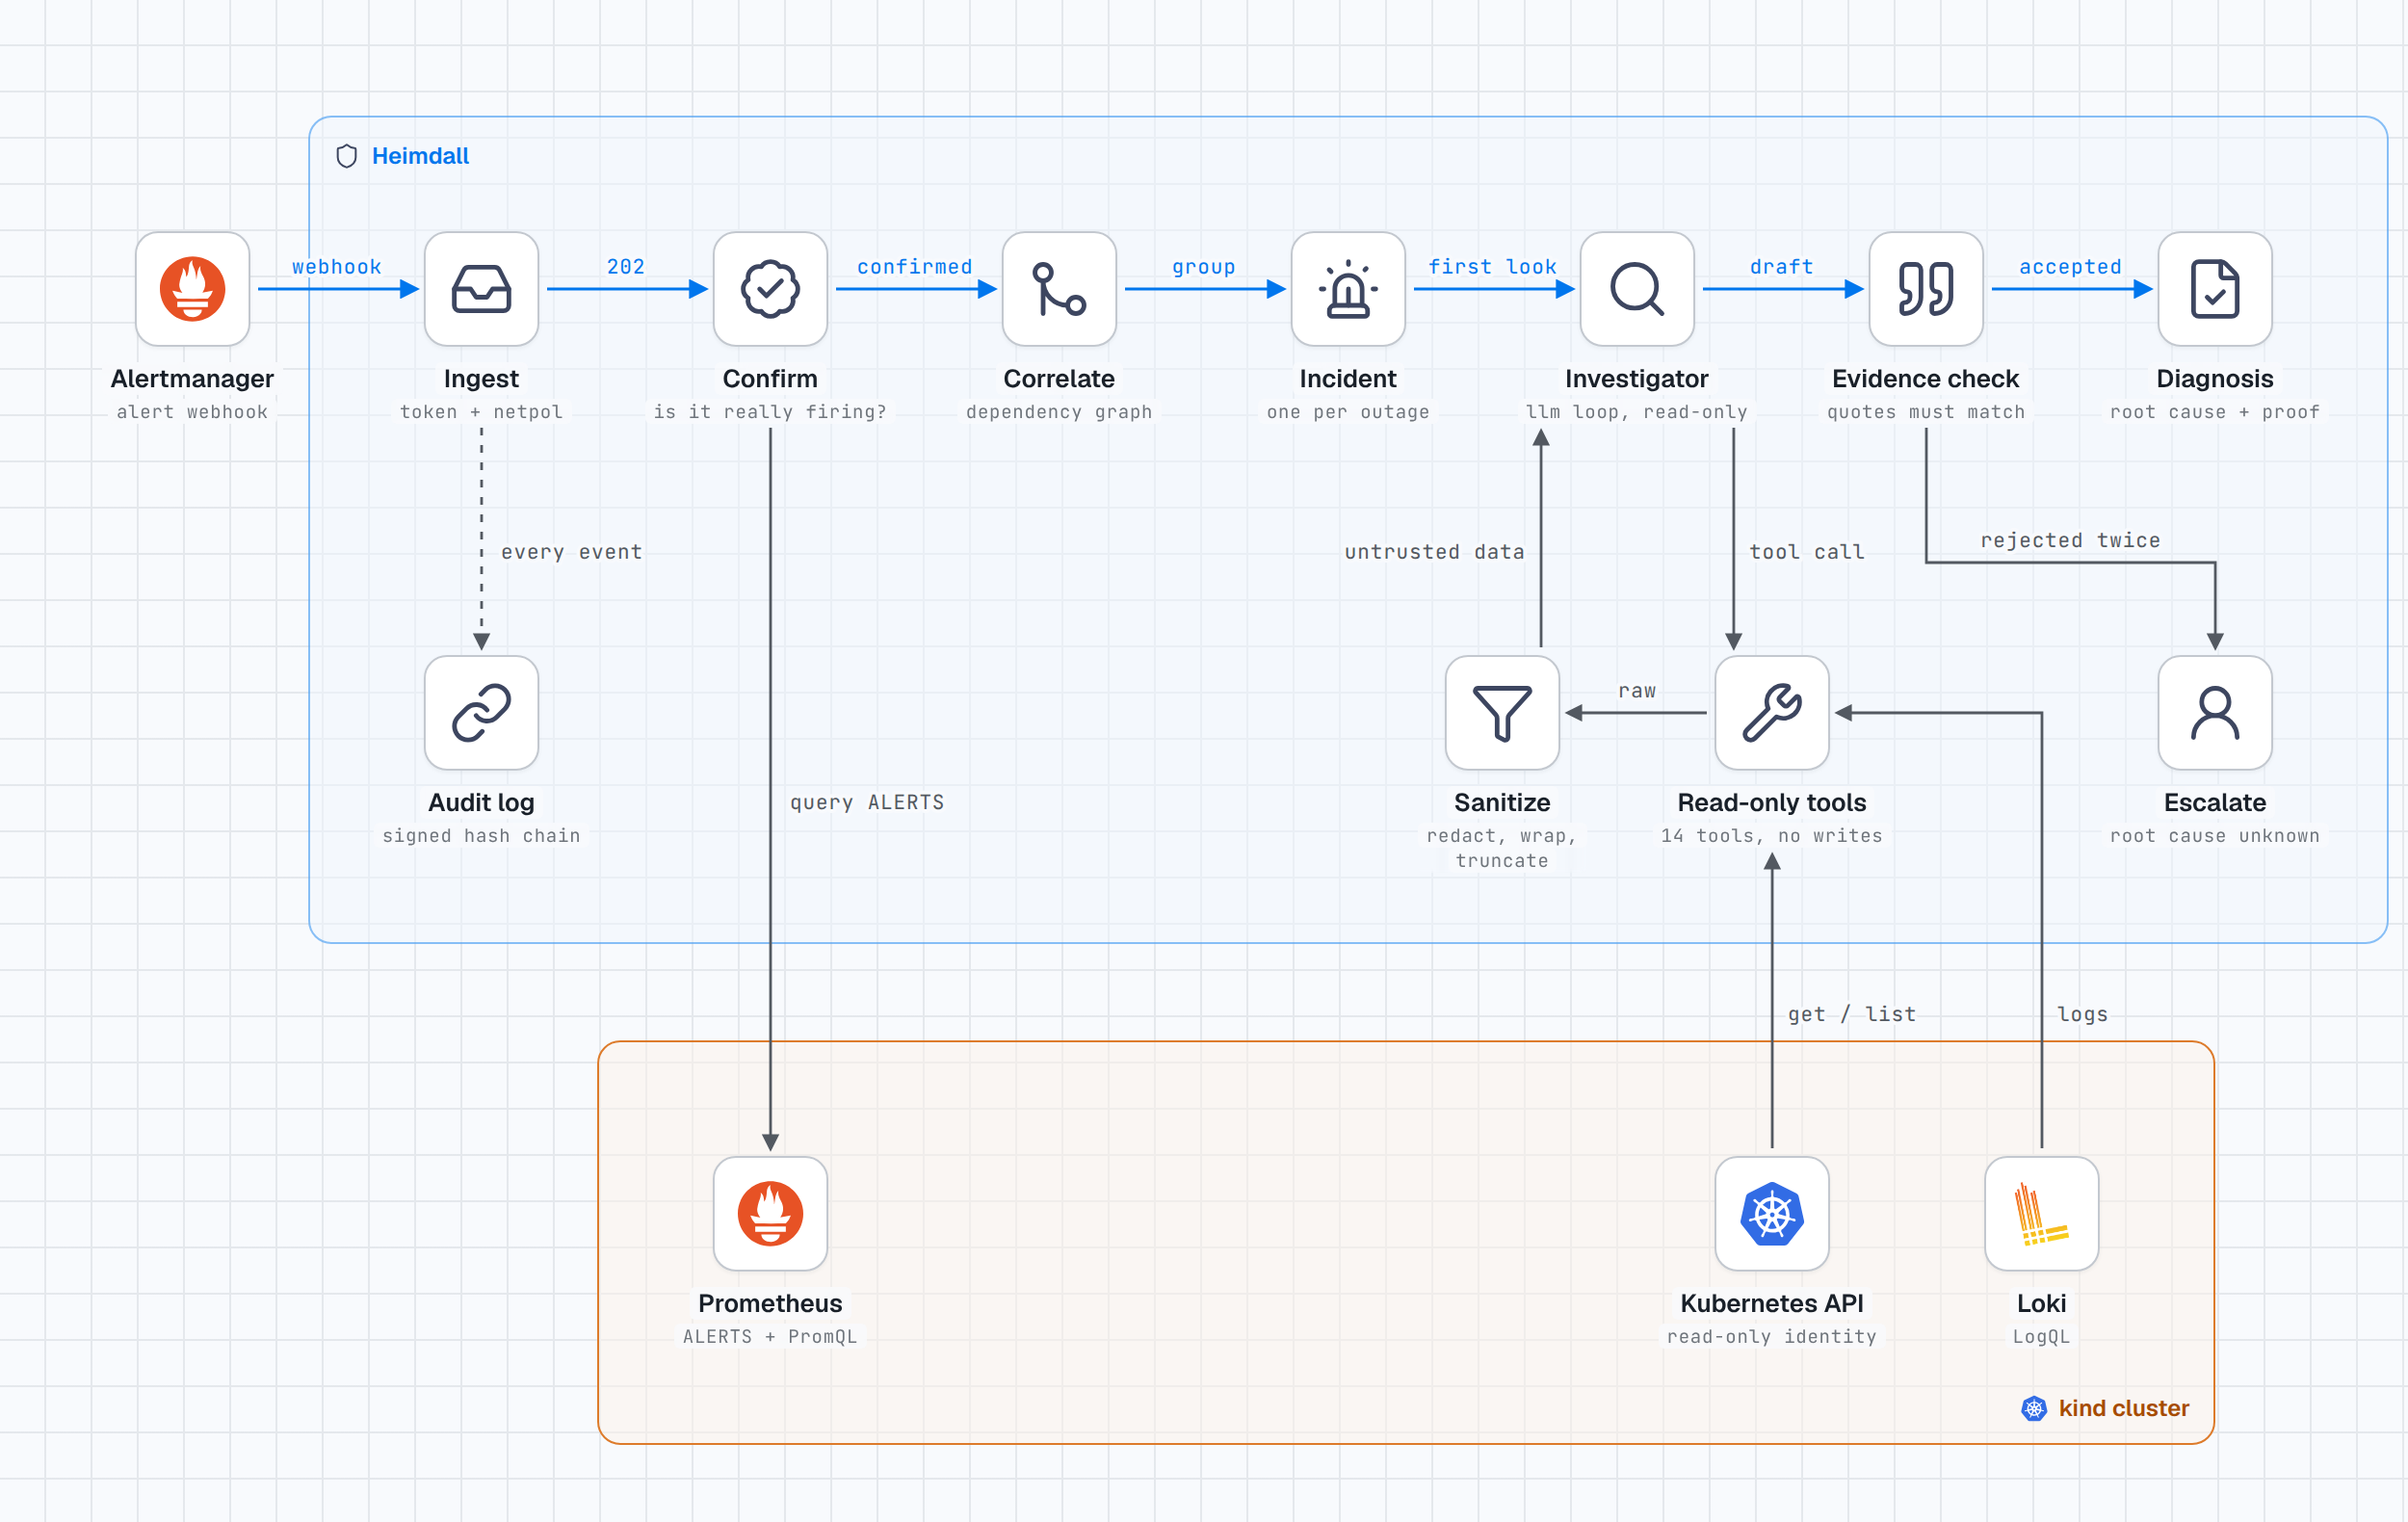 Heimdall
webhook
202
confirmed
group
first look
draft
accepted
Alertmanager
alert webhook
Ingest
token + netpol
Confirm
is it really firing?
Correlate
dependency graph
Incident
one per outage
Investigator
llm loop, read-only
Evidence check
quotes must match
Diagnosis
root cause + proof
every event
untrusted data
tool call
rejected twice
raw
Audit log
signed hash chain
query ALERTS
Sanitize
redact, wrap,
truncate
Read-only tools
14 tools, no writes
Escalate
root cause unknown
get / list
logs
Prometheus
ALERTS + PromQL
Kubernetes API
read-only identity
Loki
LogQL
kind cluster